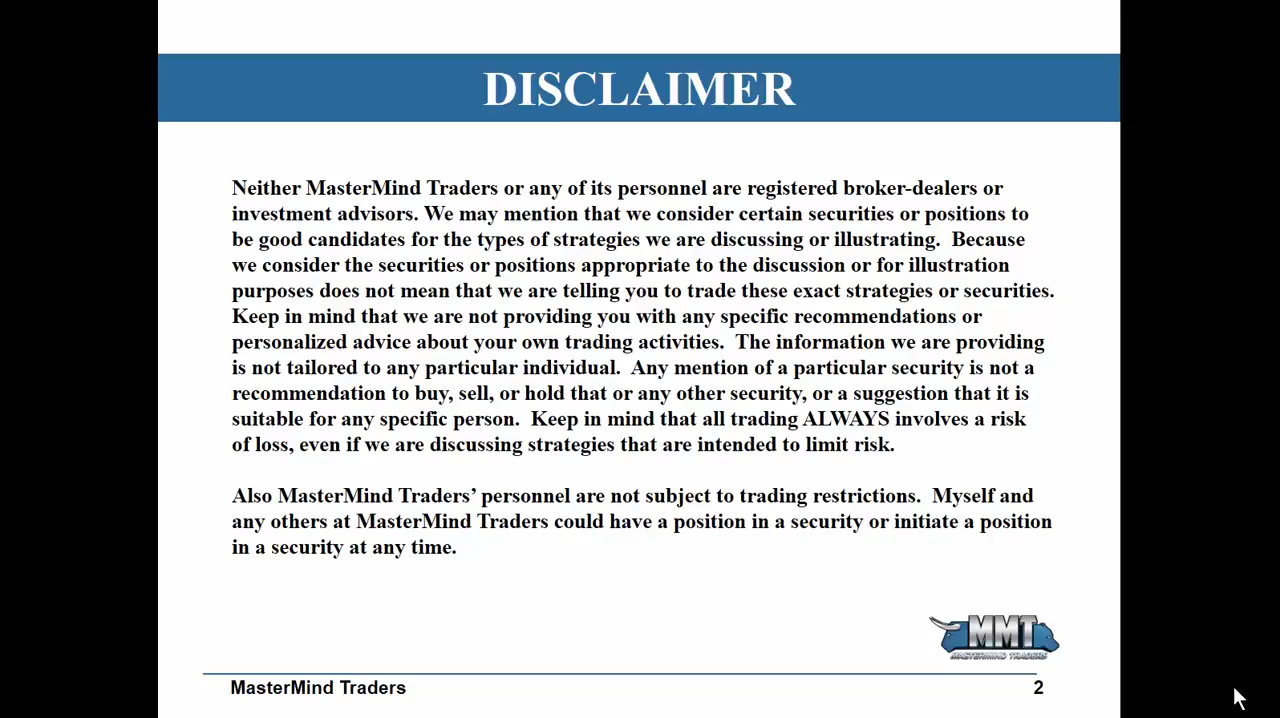 DISCLAIMER
Neither MasterMind Traders or any of its personnel are registered broker-dealers or
investment advisors. We may mention that we consider certain securities or positions to
be good candidates for the types of strategies we are discussing or illustrating.  Because
we consider the securities or positions appropriate to the discussion or for illustration
purposes does not mean that we are telling you to trade these exact strategies or securities.
Keep in mind that we are not providing you with any specific recommendations or
personalized advice about your own trading activities.  The information we are providing
is not tailored to any particular individual.  Any mention of a particular security is not a
recommendation to buy, sell, or hold that or any other security, or a suggestion that it is
suitable for any specific person.  Keep in mind that all trading ALWAYS involves a risk
of loss, even if we are discussing strategies that are intended to limit risk.
Also MasterMind Traders’ personnel are not subject to trading restrictions.  Myself and
any others at MasterMind Traders could have a position in a security or initiate a position
in a security at any time.
MMT
MASTERMIND TRADERS
MasterMind Traders
2